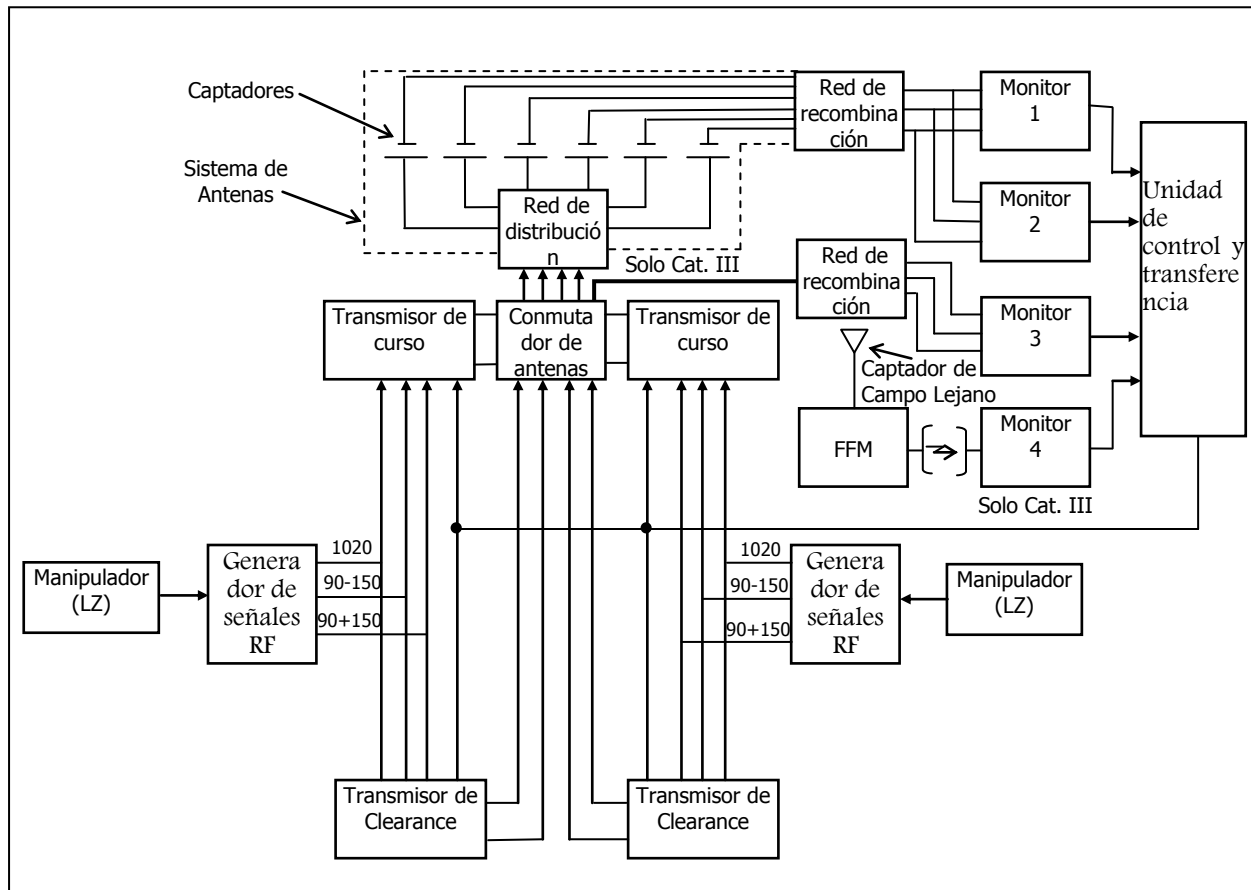 Captadores
Sistema de
Antenas
Red de
recombina
ción
Monitor
1
Unidad
de
control y
transfere
ncia
Monitor
2
Red de
distribució
n
Solo Cat. III
Red de
recombina
ción
Monitor
3
Transmisor de
curso
Conmuta
dor de
antenas
Transmisor de
curso
Captador de
Campo Lejano
FFM
Monitor
4
Solo Cat. III
Manipulador
(LZ)
Genera
dor de
señales
RF
1020
90-150
90+150
1020
90-150
90+150
Genera
dor de
señales
RF
Manipulador
(LZ)
Transmisor de
Clearance
Transmisor de
Clearance